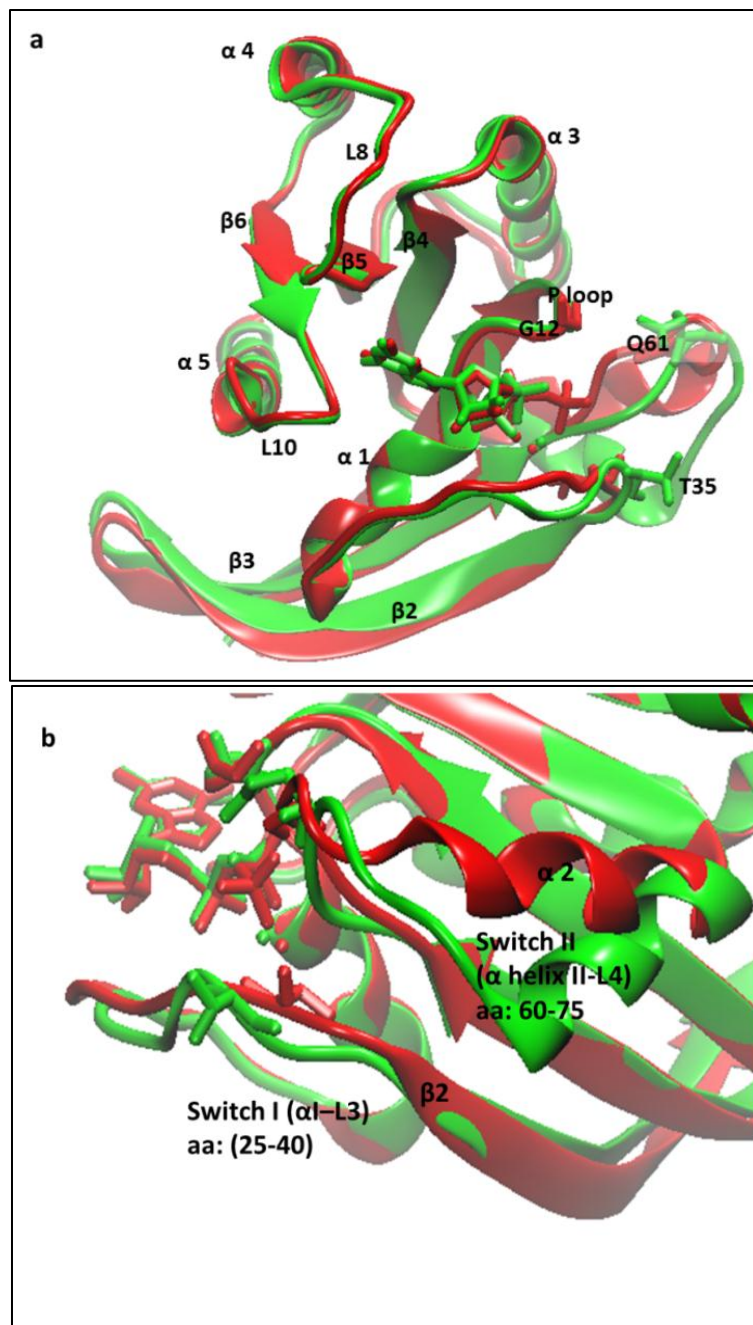 a
α 4
α 3
L8
β6
β4
β5
P loop
G12
Q61
α 5
L10
α 1
T35
β3
β2
b
α 2
Switch II
(α helix II-L4)
aa: 60-75
β2
Switch I (αI–L3)
aa: (25-40)